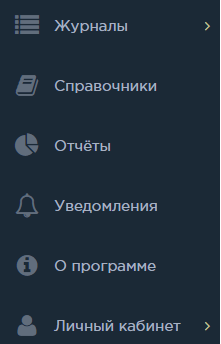 Журналы
Справочники
Отчёты
Уведомления
О программе
Личный кабинет